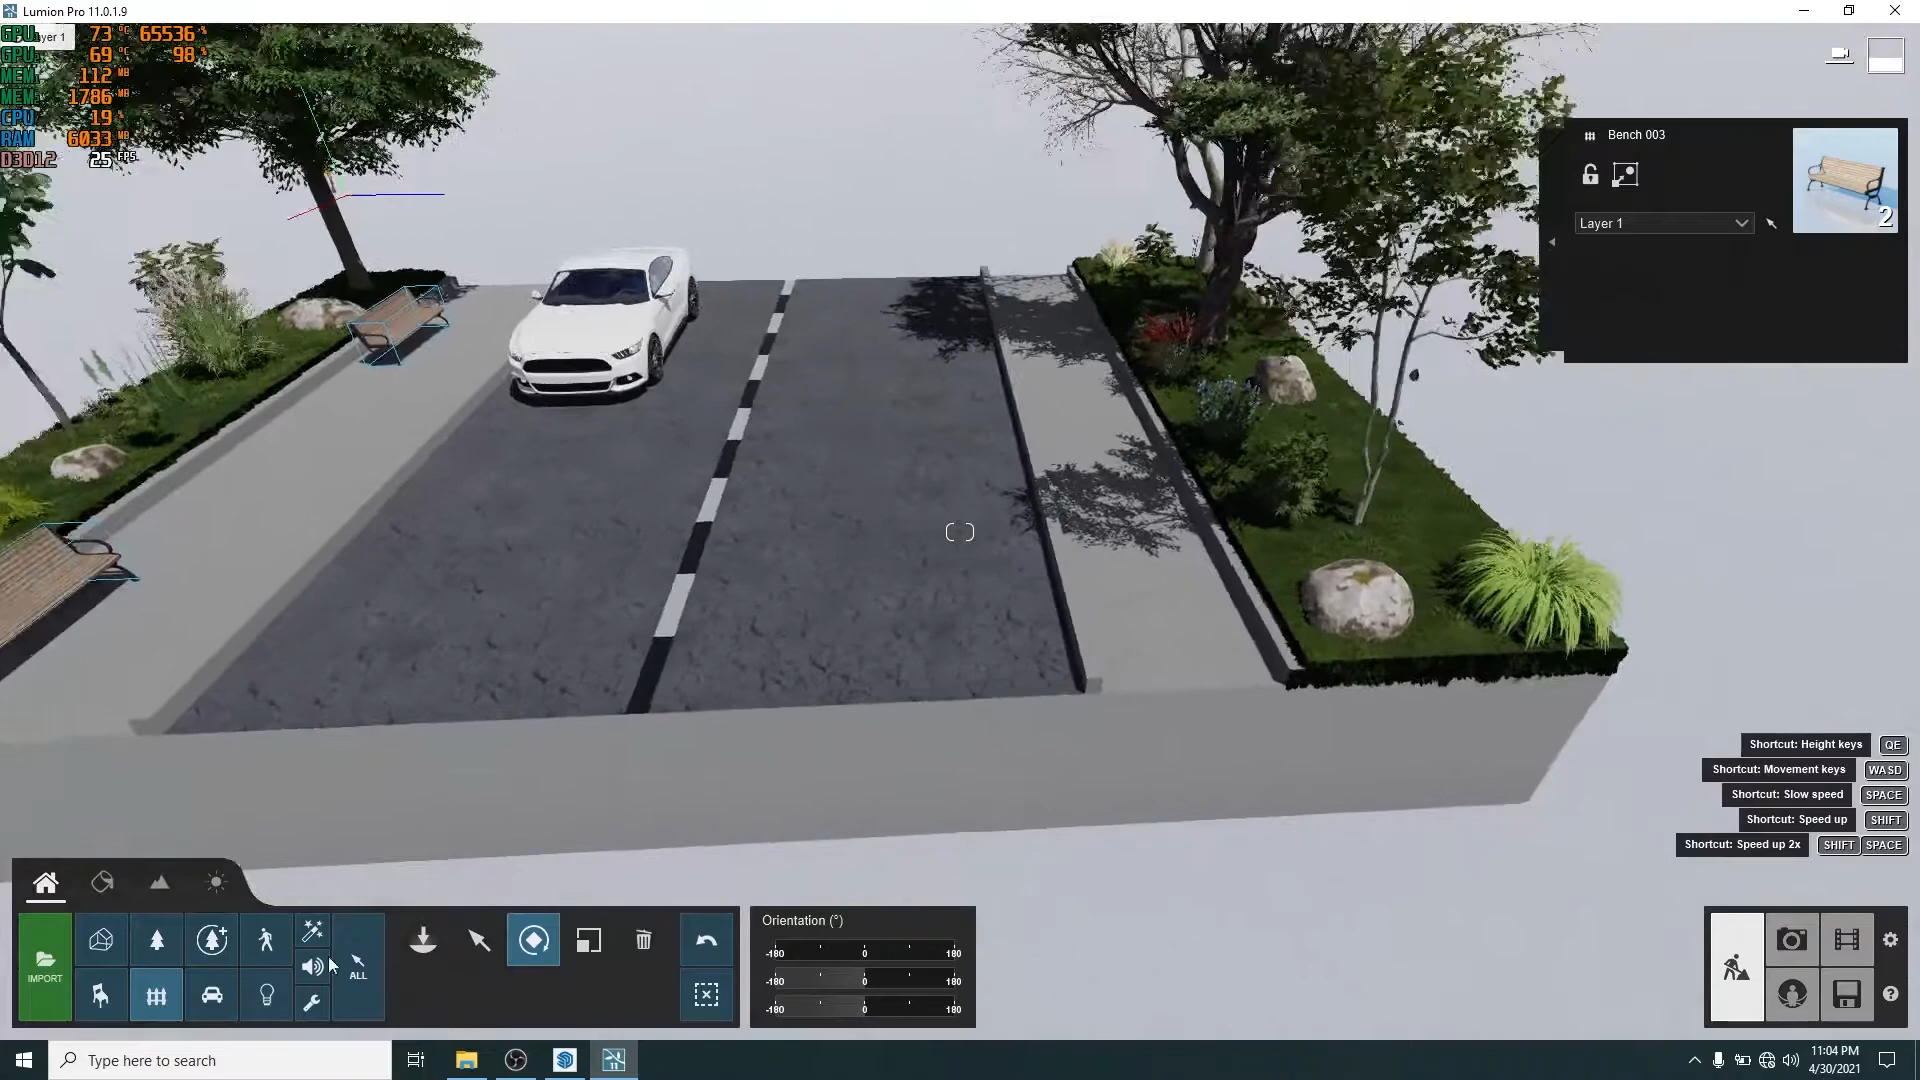 Lumion Pro 11.0.1.9
GPU 73 °C 65536 %
GPU 69 °C 98 %
MEM 112 MB
MEM 1786 MB
CPU 19 %
RAM 6033 MB
D3D12 25 FPS
Bench 003
2
Layer 1
Shortcut: Height keys QE
Shortcut: Movement keys WASD
Shortcut: Slow speed SPACE
Shortcut: Speed up SHIFT
Shortcut: Speed up 2x SHIFT SPACE
IMPORT
ALL
Orientation (°)
-180 0 180
-180 0 180
-180 0 180
Type here to search
11:04 PM
4/30/2021